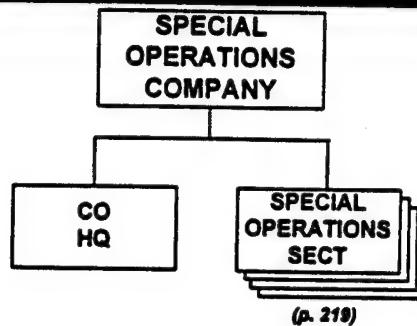 SPECIAL
OPERATIONS
COMPANY
CO
HQ
SPECIAL
OPERATIONS
SECT
(p. 219)